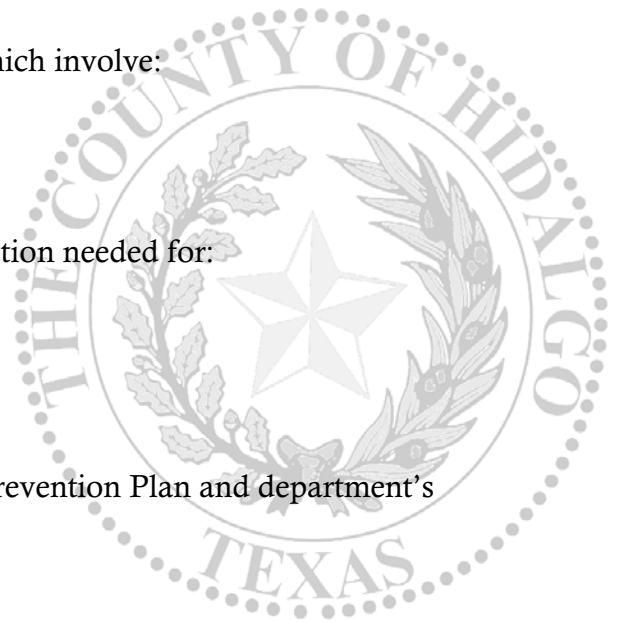 hich involve:
tion needed for:
revention Plan and department’s
THE COUNTY OF HIDALGO
TEXAS